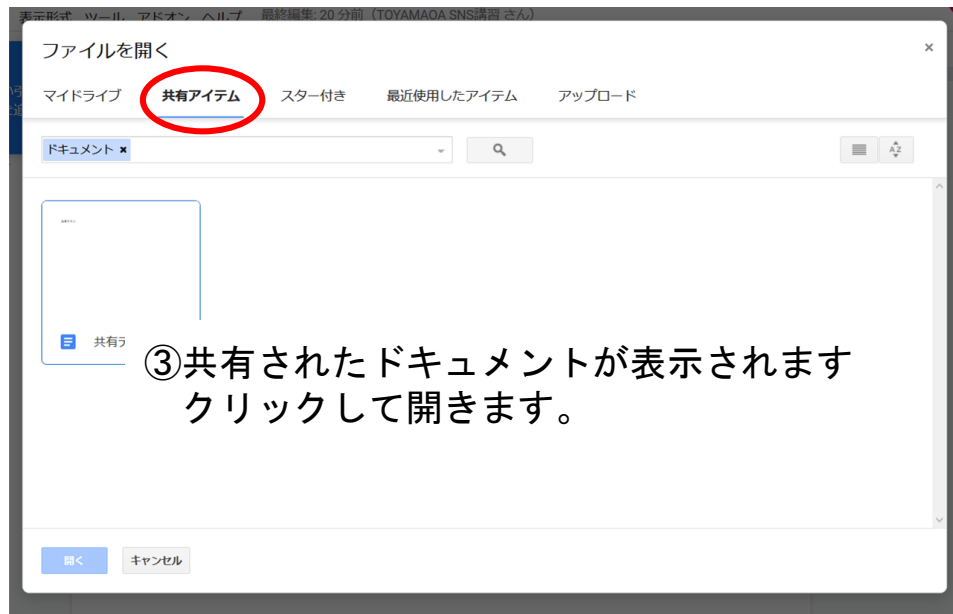 表示形式 ツール アドオン ヘルプ 最終編集: 20 分前（TOYAMAOA SNS講習 さん）
ファイルを開く ×
マイドライブ 共有アイテム スター付き 最近使用したアイテム アップロード
ドキュメント ×
共有
③共有されたドキュメントが表示されます
クリックして開きます。
開く キャンセル